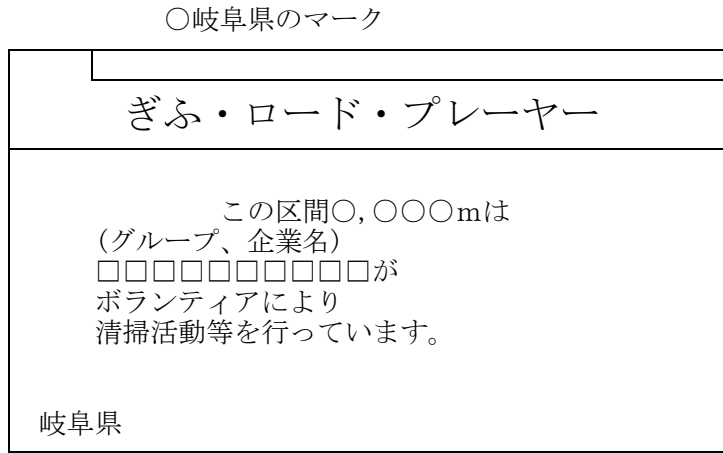 ○岐阜県のマーク
ぎふ・ロード・プレーヤー
この区間○,○○○ｍは
(グループ、企業名)
□□□□□□□□□□が
ボランティアにより
清掃活動等を行っています。
岐阜県